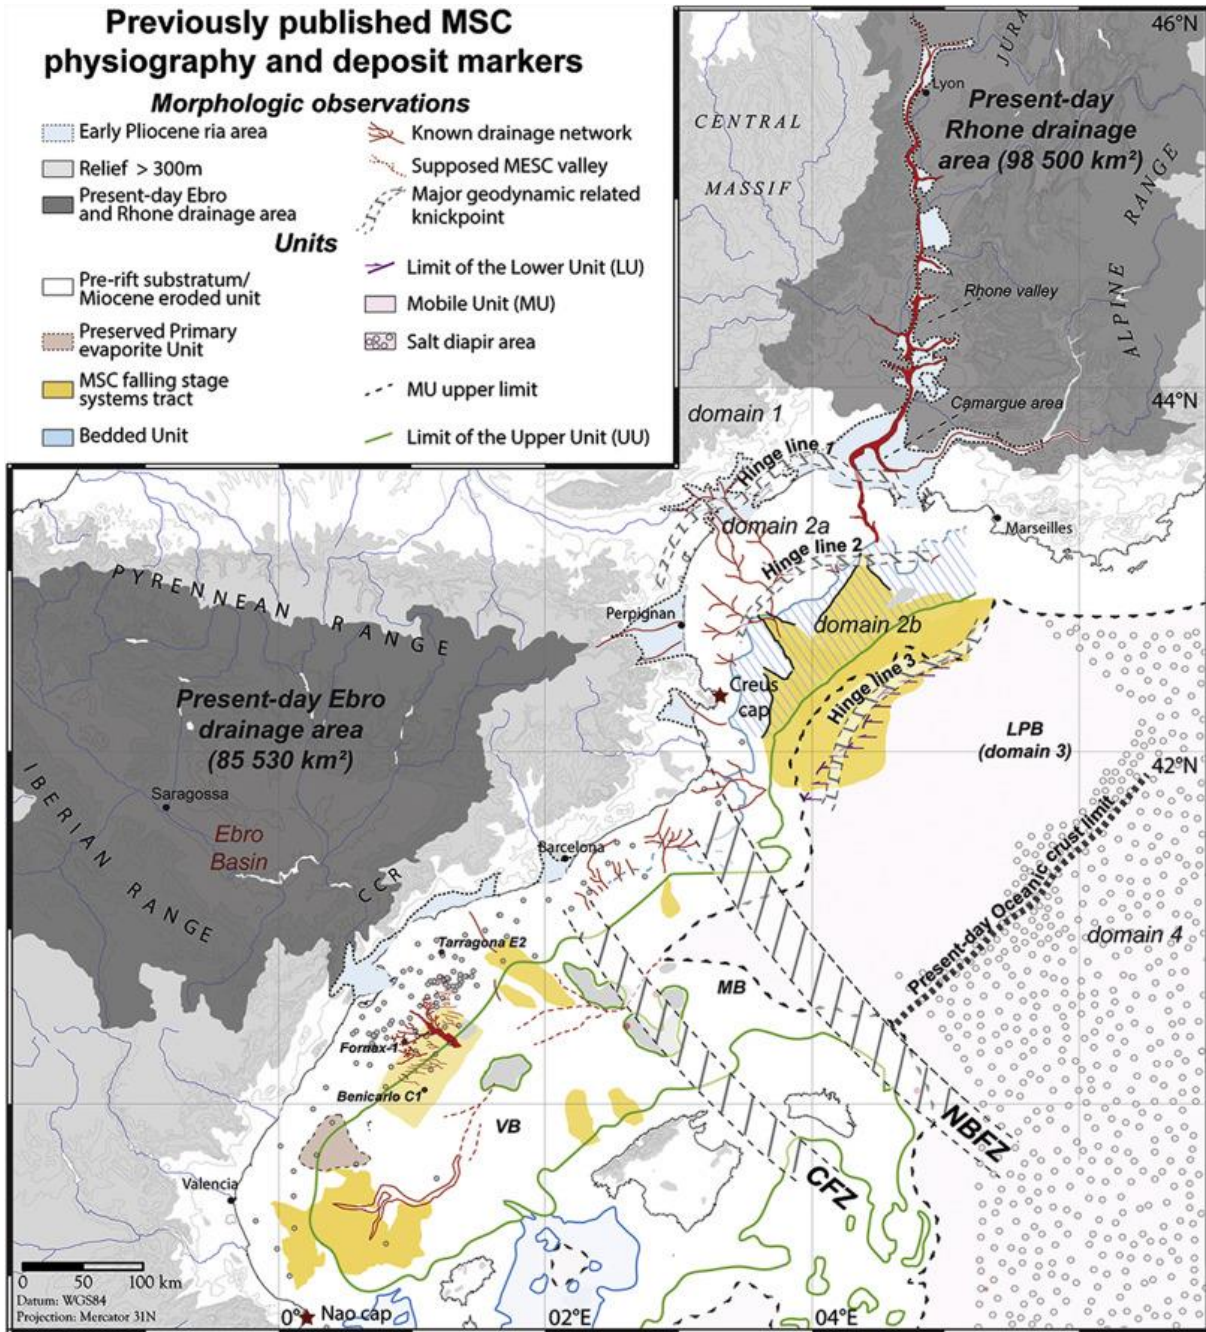 Previously published MSC
physiography and deposit markers
Morphologic observations
Early Pliocene ria area
Relief > 300m
Present-day Ebro
and Rhone drainage area
Known drainage network
Supposed MESC valley
Major geodynamic related
knickpoint
Units
Pre-rift substratum/
Miocene eroded unit
Preserved Primary
evaporite Unit
MSC falling stage
systems tract
Bedded Unit
Limit of the Lower Unit (LU)
Mobile Unit (MU)
Salt diapir area
MU upper limit
Limit of the Upper Unit (UU)
46°N
JURA
Lyon
Present-day
Rhone drainage
area (98 500 km²)
CENTRAL
MASSIF
ALPINE RANGE
Rhone valley
44°N
Camargue area
domain 1
Hinge line 1
domain 2a
Marseilles
Hinge line 2
PYRENNEAN RANGE
Perpignan
domain 2b
Hinge line 3
Creus
cap
Present-day Ebro
drainage area
(85 530 km²)
LPB
(domain 3)
42°N
IBERIAN RANGE
Saragossa
Ebro
Basin
Barcelona
CCR
Present-day Oceanic crust limit
domain 4
Tarragona E2
MB
Fornax-1
Benicarlo C1
VB
NBFZ
CFZ
Valencia
0 50 100 km
Datum: WGS84
Projection: Mercator 31N
0°
Nao cap
02°E
04°E